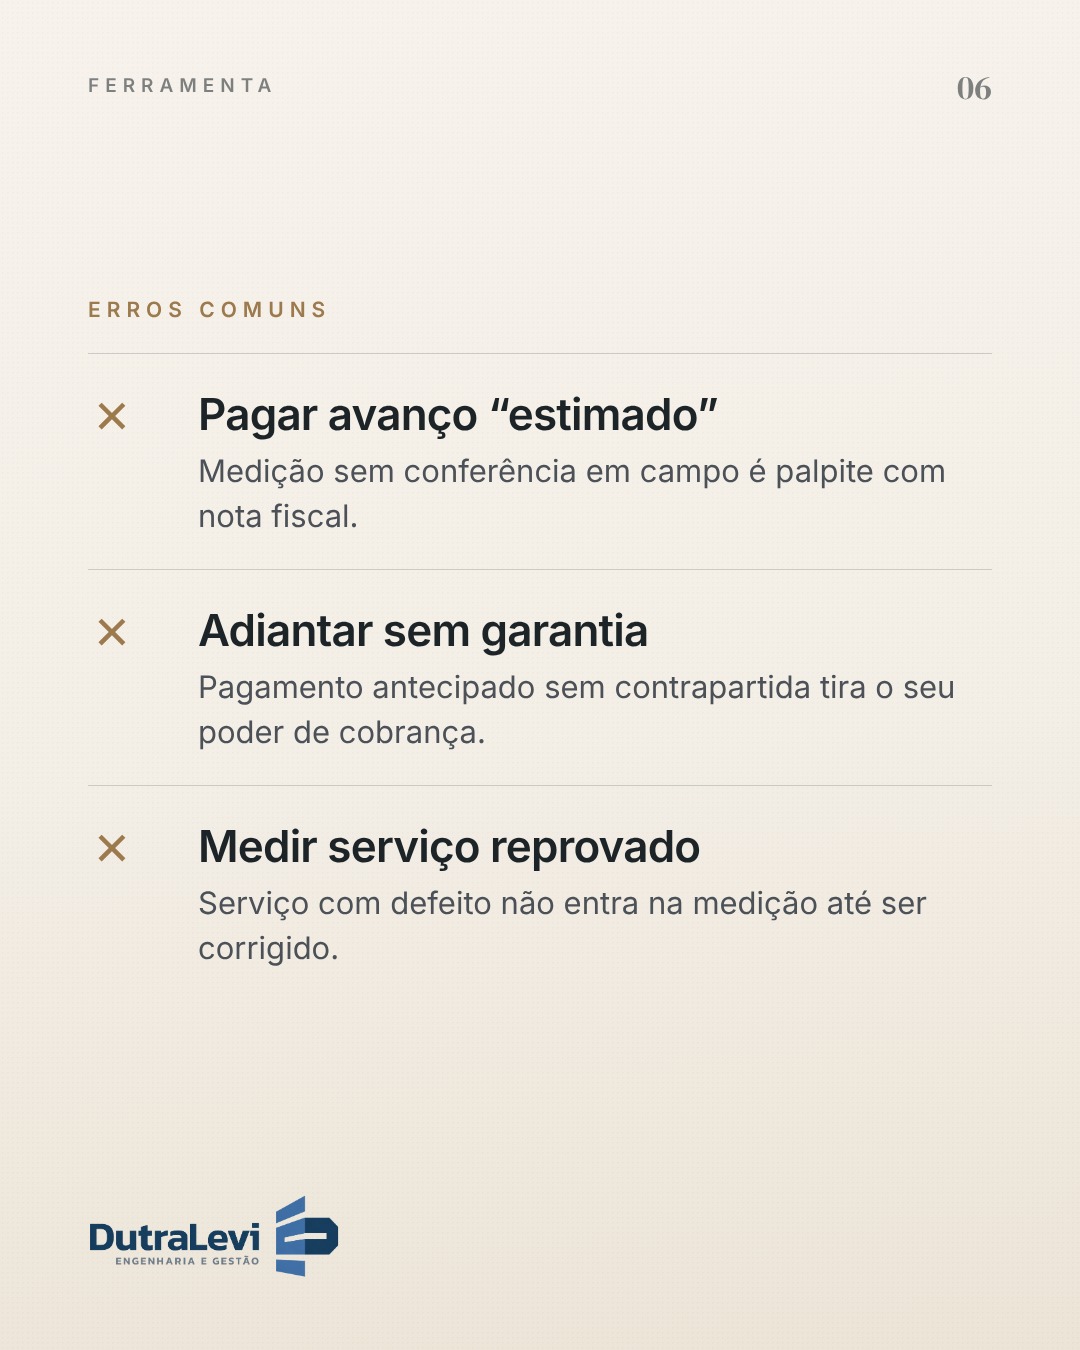 FERRAMENTA
06
ERROS COMUNS
Pagar avanço “estimado”
Medição sem conferência em campo é palpite com
nota fiscal.
Adiantar sem garantia
Pagamento antecipado sem contrapartida tira o seu
poder de cobrança.
Medir serviço reprovado
Serviço com defeito não entra na medição até ser
corrigido.
DutraLevi
ENGENHARIA E GESTÃO